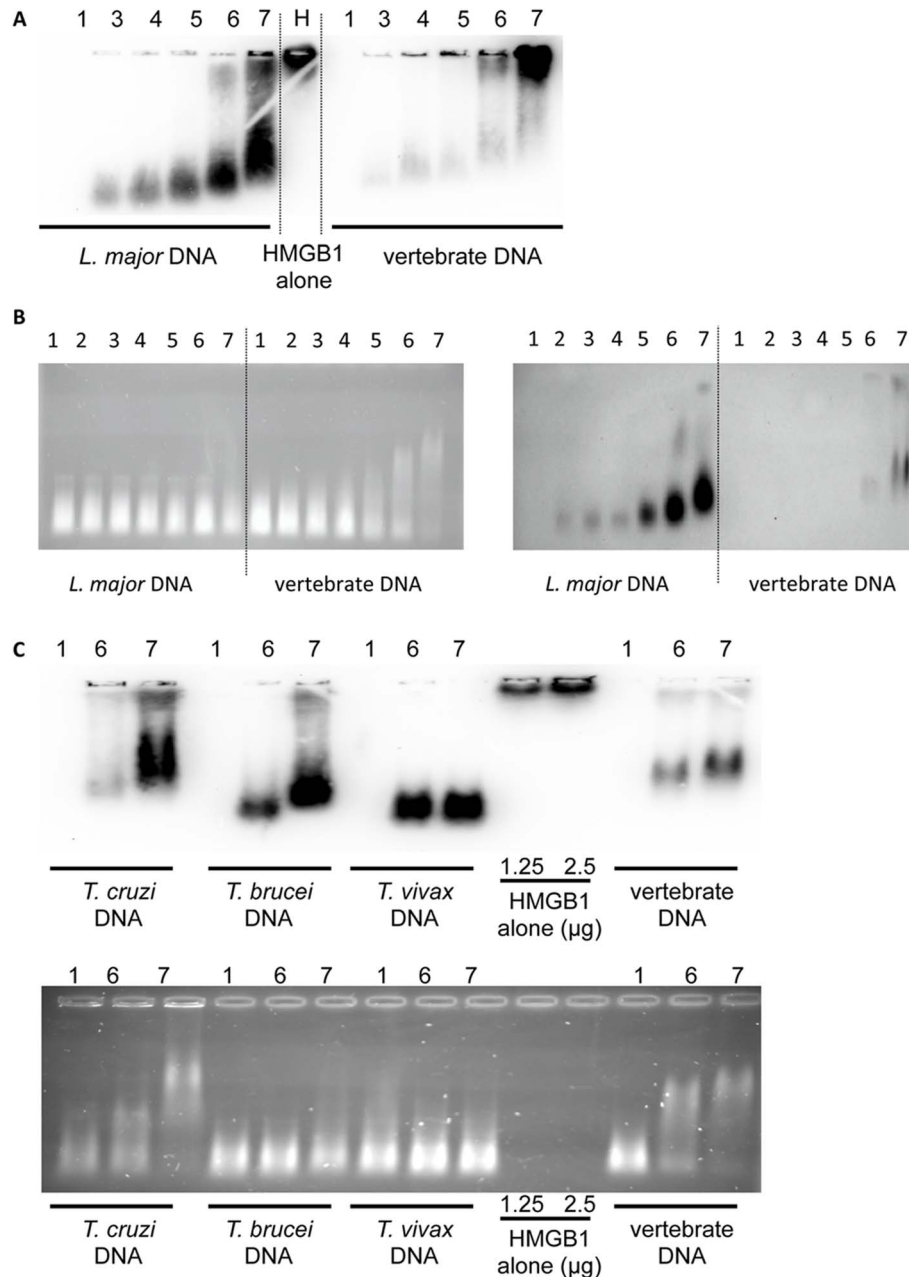 A 1 3 4 5 6 7 H 1 3 4 5 6 7
L. major DNA HMGB1 alone vertebrate DNA
B
1 2 3 4 5 6 7 1 2 3 4 5 6 7 1 2 3 4 5 6 7 1 2 3 4 5 6 7
L. major DNA vertebrate DNA L. major DNA vertebrate DNA
C 1 6 7 1 6 7 1 6 7 1 6 7
1.25 2.5
T. cruzi DNA T. brucei DNA T. vivax DNA HMGB1 alone (µg) vertebrate DNA
1 6 7 1 6 7 1 6 7 1 6 7
1.25 2.5
T. cruzi DNA T. brucei DNA T. vivax DNA HMGB1 alone (µg) vertebrate DNA